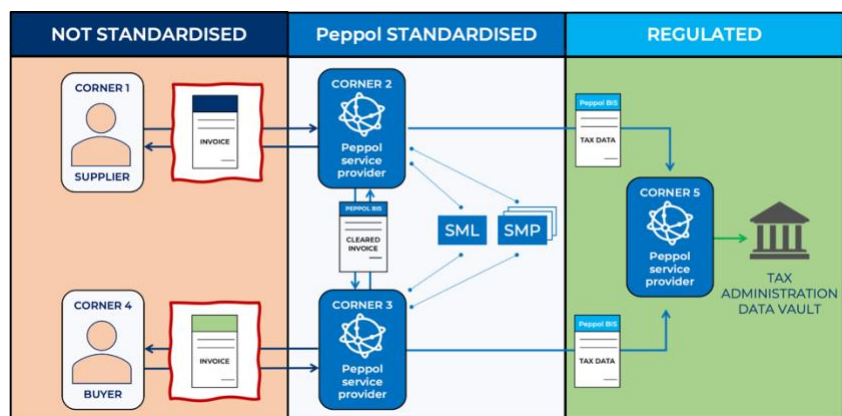 NOT STANDARDISED
Peppol STANDARDISED
REGULATED
CORNER 1
SUPPLIER
INVOICE
CORNER 2
Peppol
service
provider
Peppol BIS
TAX DATA
PEPPOL BIS
CLEARED
INVOICE
SML
SMP
CORNER 5
Peppol
service
provider
TAX
ADMINISTRATION
DATA VAULT
CORNER 4
BUYER
INVOICE
CORNER 3
Peppol
service
provider
Peppol BIS
TAX DATA